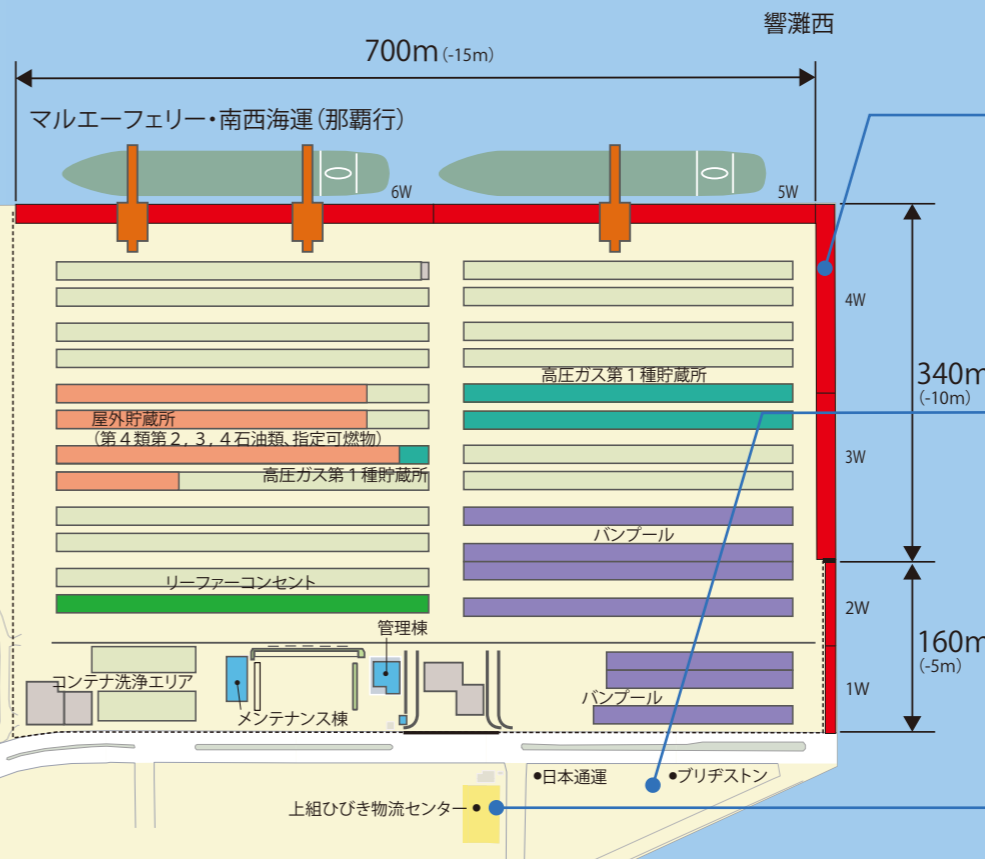 響灘西
700m (-15m)
マルエーフェリー・南西海運（那覇行）
6W
5W
4W
340m
(-10m)
高圧ガス第１種貯蔵所
屋外貯蔵所
（第４類第２，３，４石油類、指定可燃物）
高圧ガス第１種貯蔵所
3W
バンプール
リーファーコンセント
2W
管理棟
160m
(-5m)
コンテナ洗浄エリア
メンテナンス棟
バンプール
1W
●日本通運
●ブリヂストン
上組ひびき物流センター